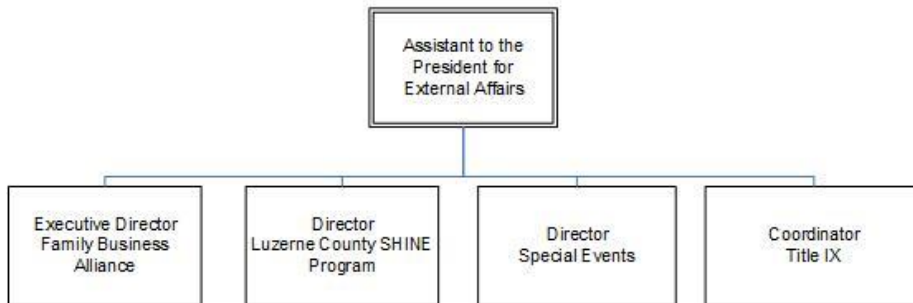 Assistant to the
President for
External Affairs
Executive Director
Family Business
Alliance
Director
Luzerne County SHINE
Program
Director
Special Events
Coordinator
Title IX